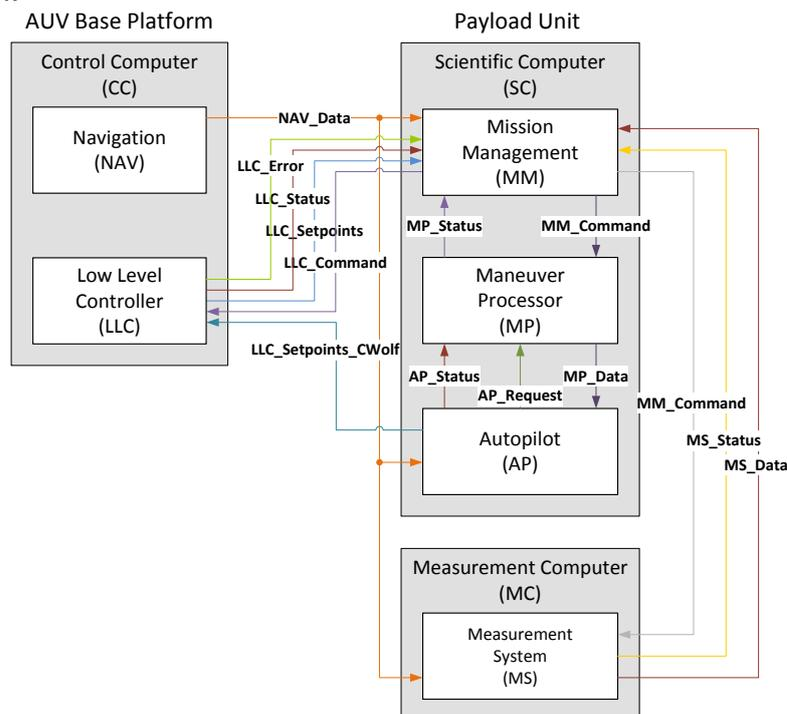 AUV Base Platform
Payload Unit
Control Computer
(CC)
Navigation
(NAV)
Low Level
Controller
(LLC)
Scientific Computer
(SC)
Mission
Management
(MM)
Maneuver
Processor
(MP)
Autopilot
(AP)
NAV_Data
LLC_Error
LLC_Status
LLC_Setpoints
LLC_Command
LLC_Setpoints_CWolf
MP_Status
MM_Command
AP_Status
AP_Request
MP_Data
MM_Command
MS_Status
MS_Data
Measurement Computer
(MC)
Measurement
System
(MS)